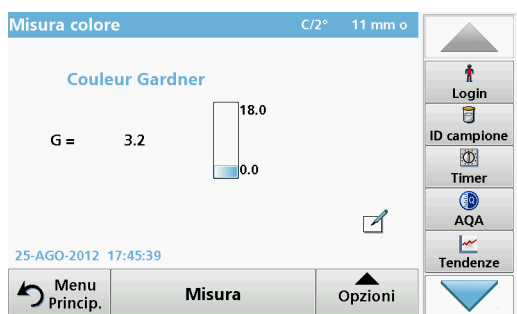 Misura colore C/2° 11 mm o
Couleur Gardner
18.0
G = 3.2
0.0
25-AGO-2012 17:45:39
Menu
Princip.
Misura
Opzioni
Login
ID campione
Timer
AQA
Tendenze